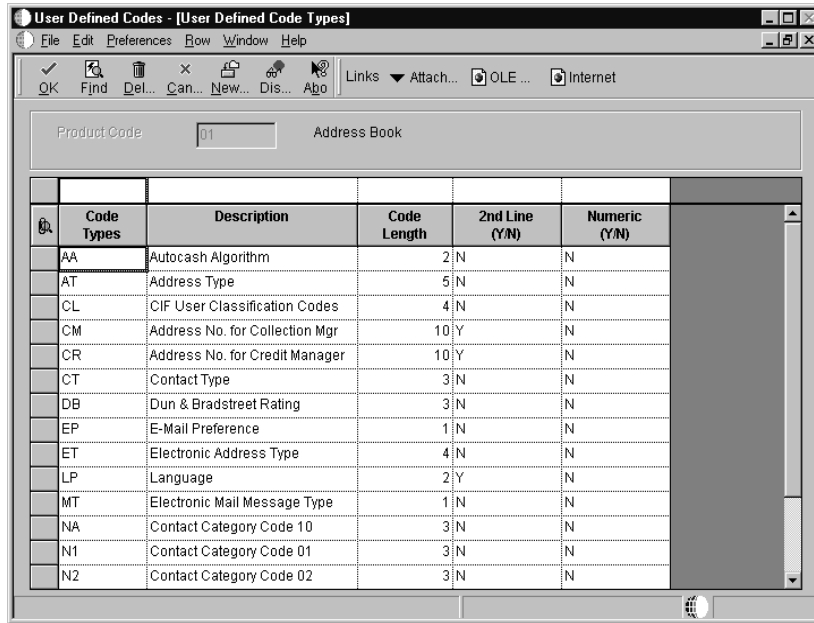 User Defined Codes - [User Defined Code Types]
File Edit Preferences Row Window Help
OK Find Del... Can... New... Dis... Abo Links Attach... OLE ... Internet
Product Code 01 Address Book
Code Types Description Code Length 2nd Line (Y/N) Numeric (Y/N)
AA Autocash Algorithm 2 N N
AT Address Type 5 N N
CL CIF User Classification Codes 4 N N
CM Address No. for Collection Mgr 10 Y N
CR Address No. for Credit Manager 10 Y N
CT Contact Type 3 N N
DB Dun & Bradstreet Rating 3 N N
EP E-Mail Preference 1 N N
ET Electronic Address Type 4 N N
LP Language 2 Y N
MT Electronic Mail Message Type 1 N N
NA Contact Category Code 10 3 N N
N1 Contact Category Code 01 3 N N
N2 Contact Category Code 02 3 N N